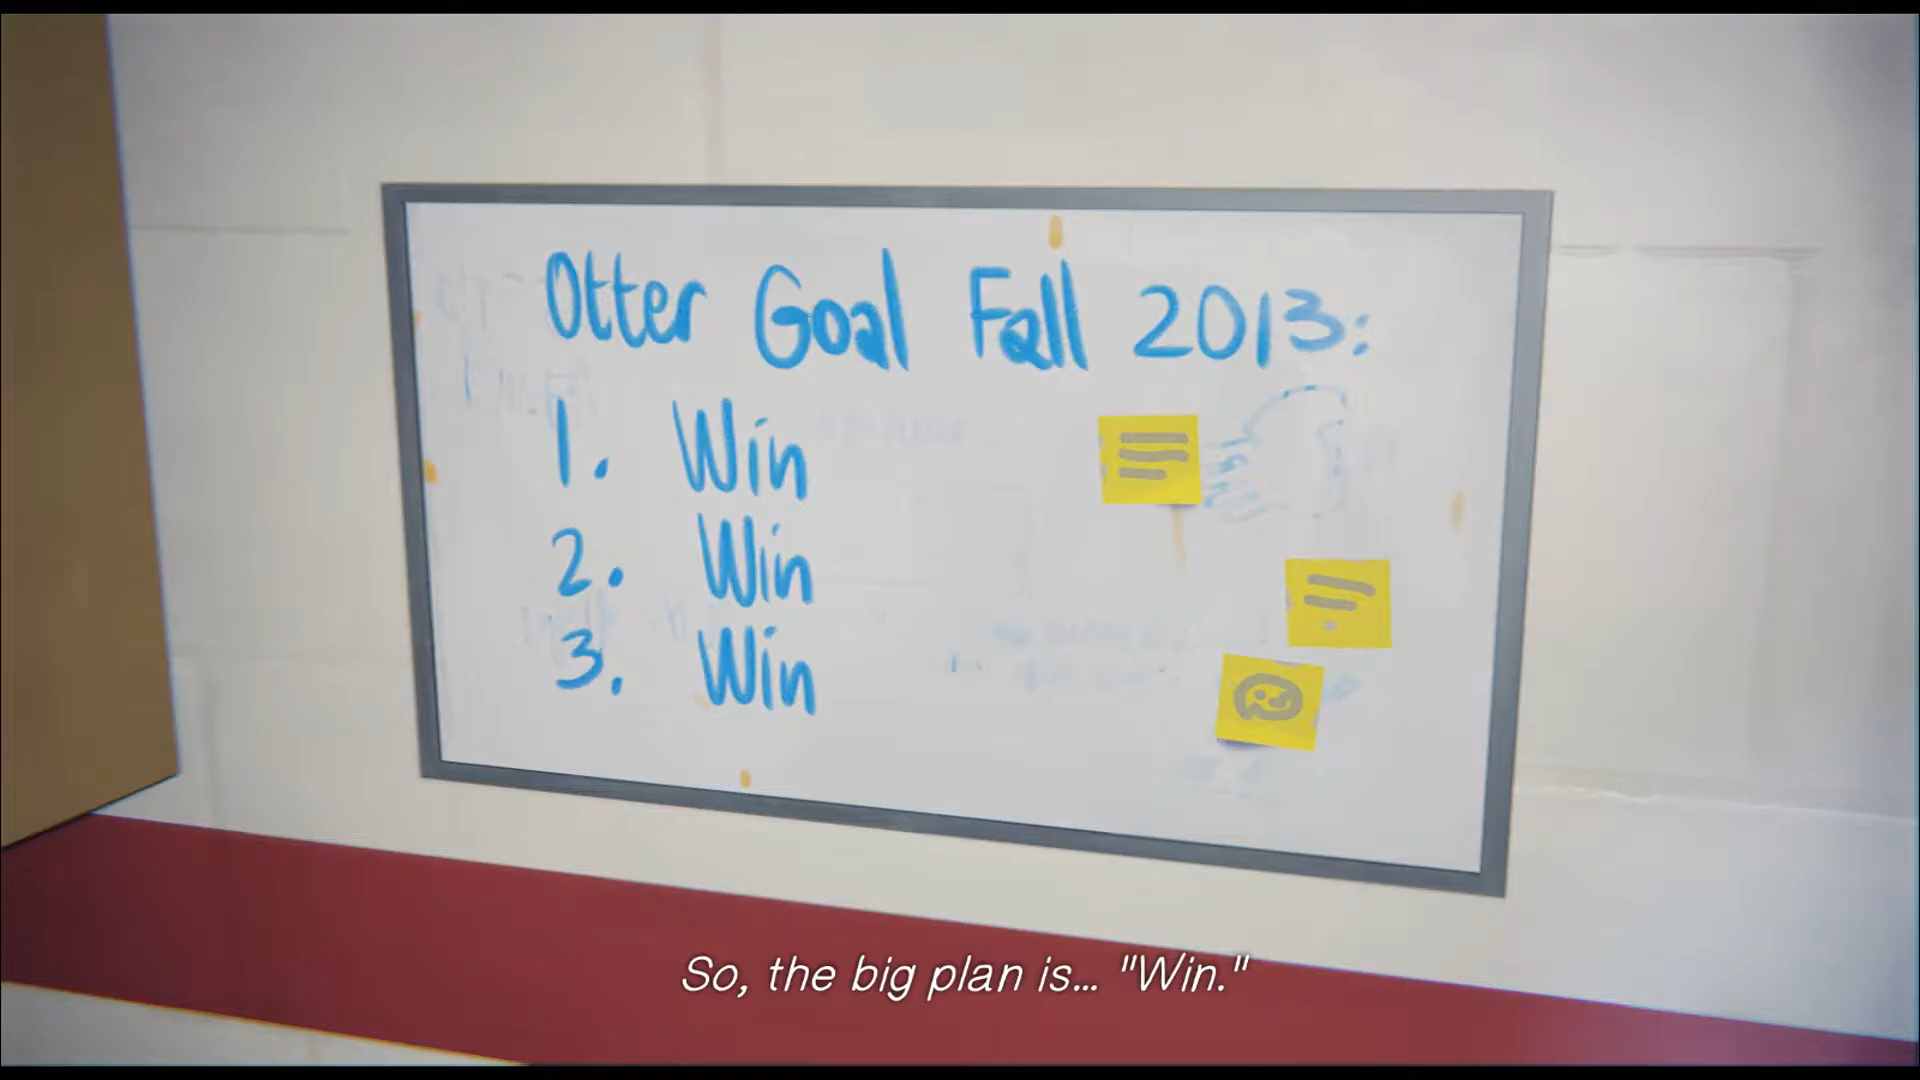 Otter Goal Fall 2013:
1. Win
2. Win
3. Win
So, the big plan is... "Win."